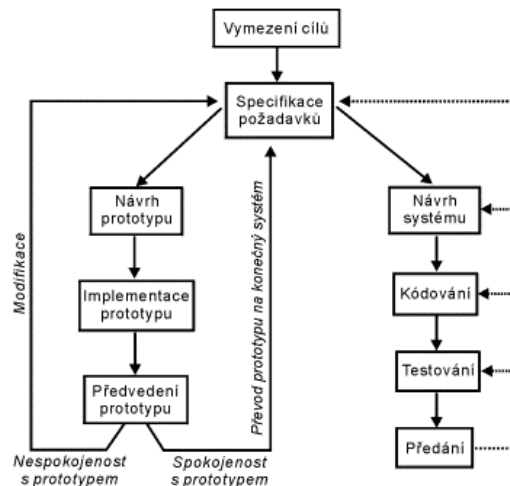 Vymezení cílů
Specifikace
požadavků
Návrh
prototypu
Implementace
prototypu
Předvedení
prototypu
Modifikace
Nespokojenost
s prototypem
Spokojenost
s prototypem
Převod prototypu na konečný systém
Návrh
systému
Kódování
Testování
Předání